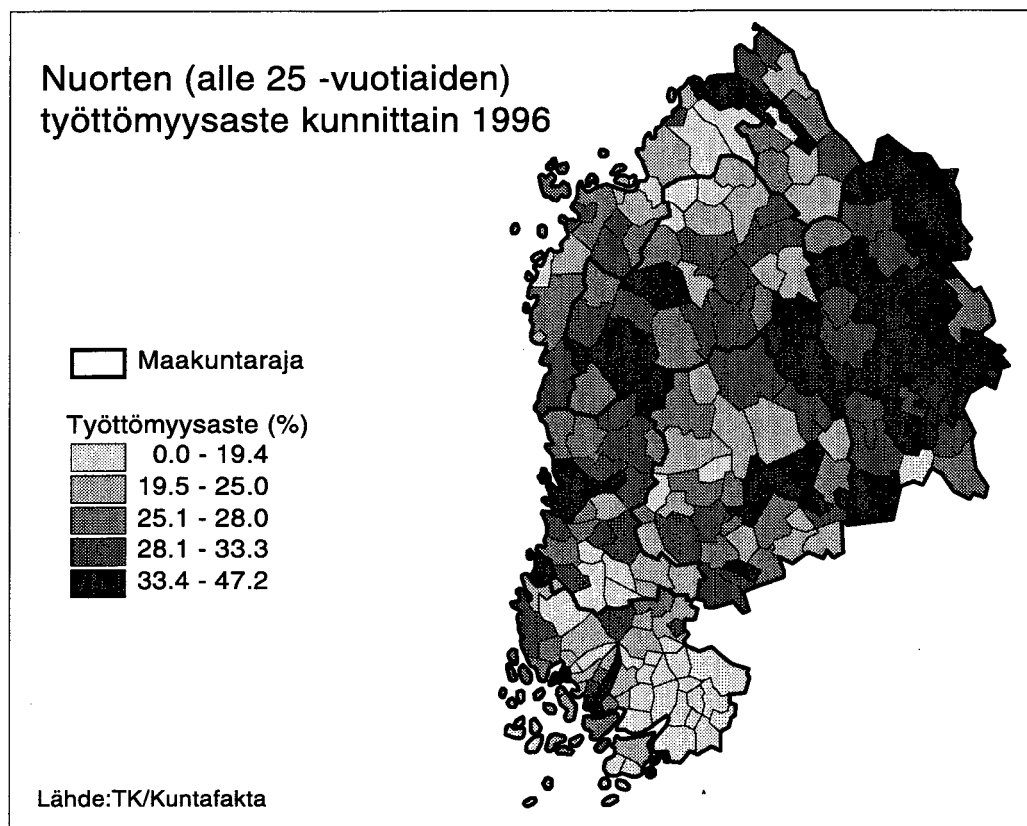 Nuorten (alle 25 -vuotiaiden)
työttömyysaste kunnittain 1996
Maakuntaraja
Työttömyysaste (%)
0.0 - 19.4
19.5 - 25.0
25.1 - 28.0
28.1 - 33.3
33.4 - 47.2
Lähde:TK/Kuntafakta